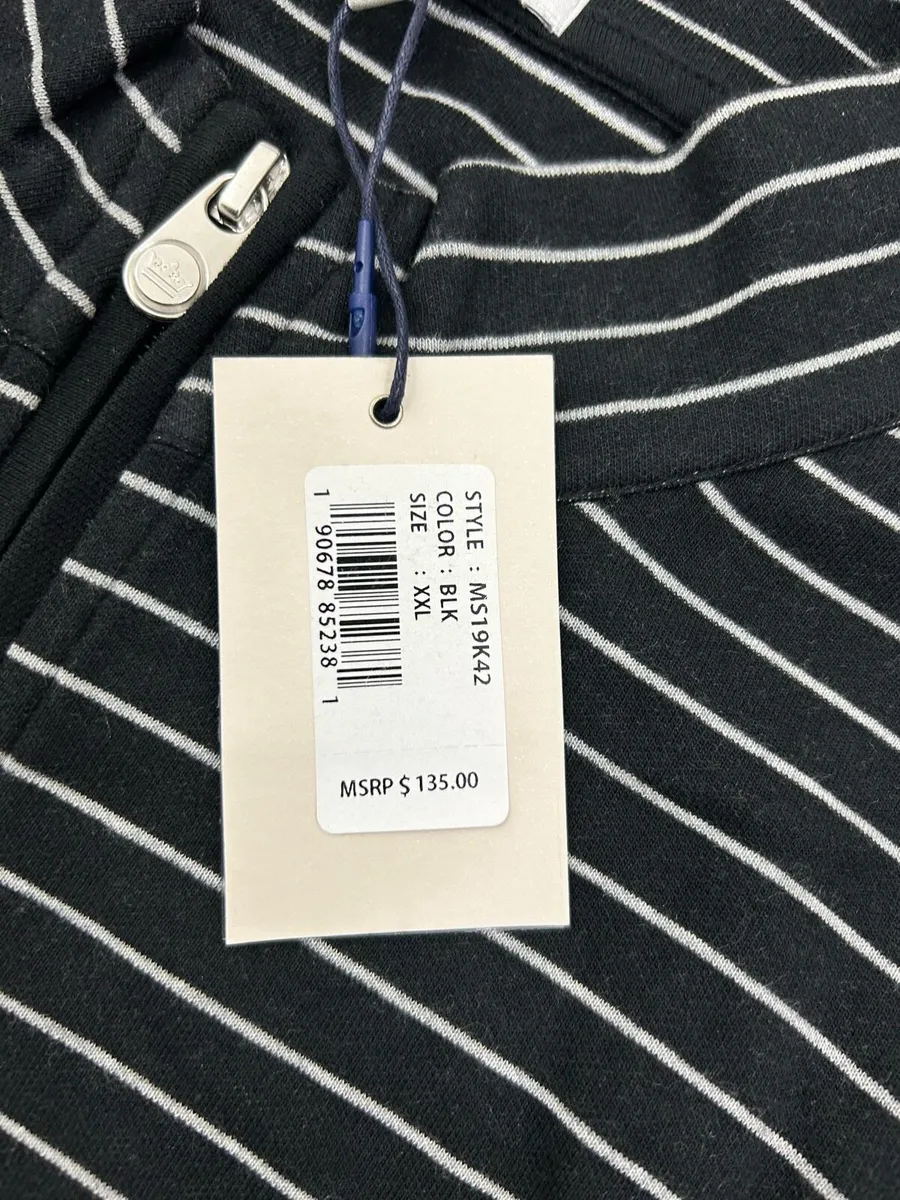 STYLE : MS19K42
COLOR : BLK
SIZE : XXL
1 90678 85238 1
MSRP $ 135.00